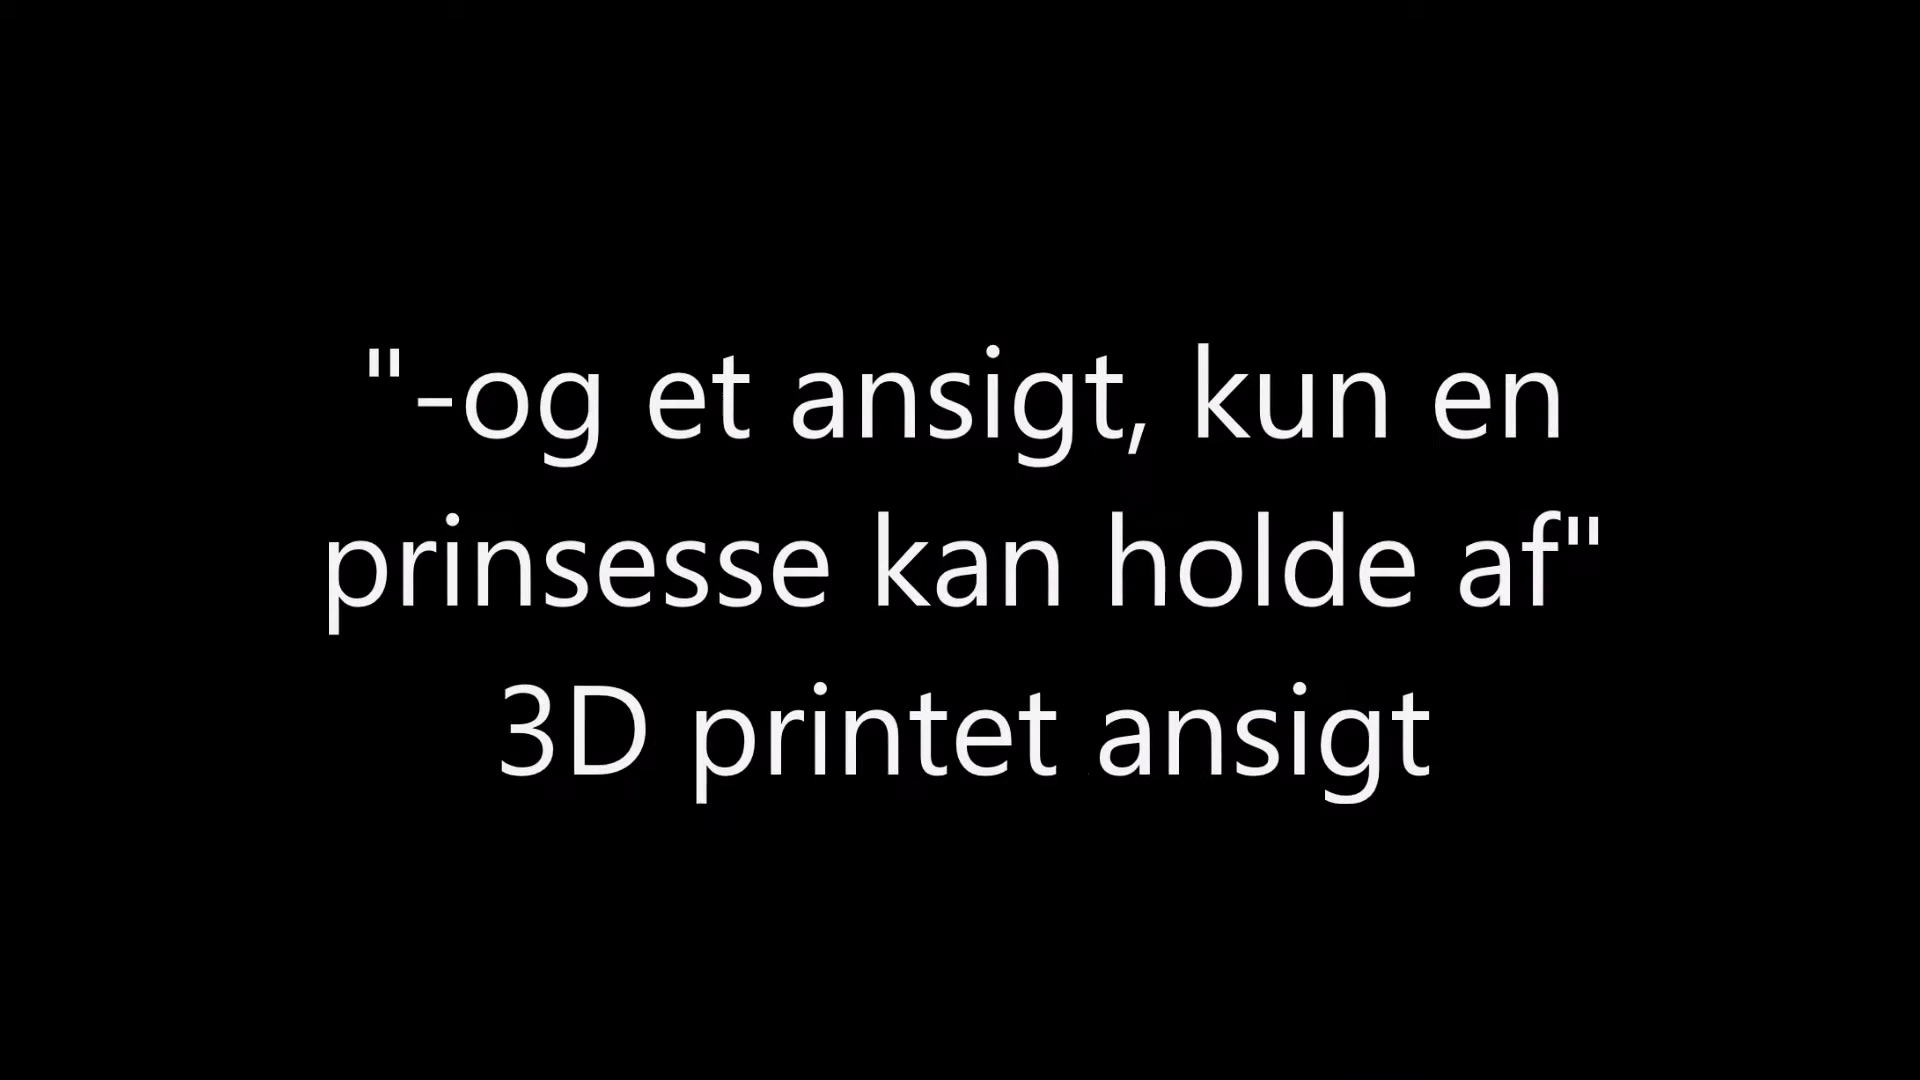 "-og et ansigt, kun en
prinsesse kan holde af"
3D printet ansigt